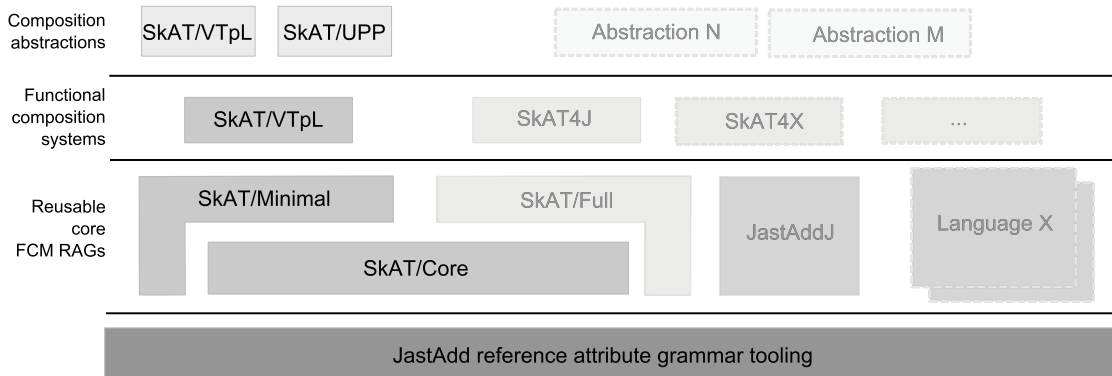 Composition
abstractions
SkAT/VTpL
SkAT/UPP
Abstraction N
Abstraction M
Functional
composition
systems
SkAT/VTpL
SkAT4J
SkAT4X
...
Reusable
core
FCM RAGs
SkAT/Minimal
SkAT/Full
SkAT/Core
JastAddJ
Language X
JastAdd reference attribute grammar tooling